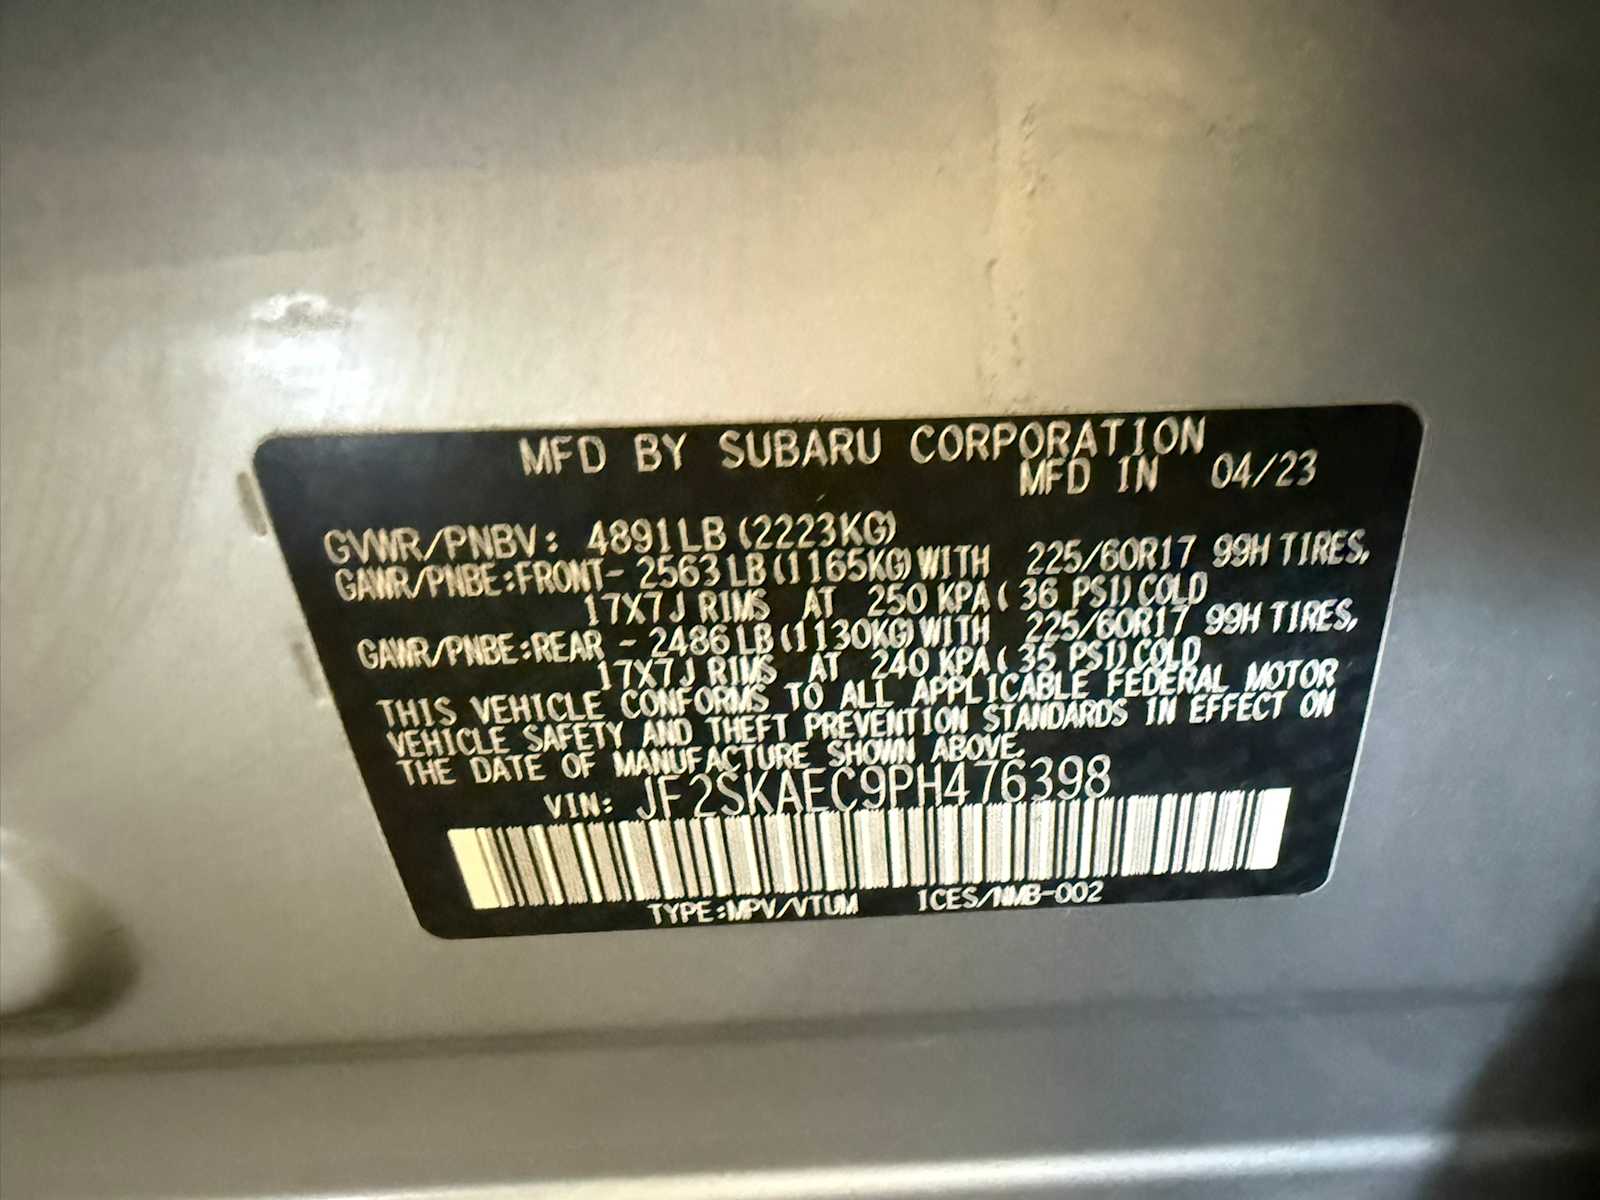 MFD BY SUBARU CORPORATION
MFD IN 04/23
GVWR/PNBV: 4891LB (2223KG)
GAWR/PNBE:FRONT- 2563LB(1165KG)WITH 225/60R17 99H TIRES,
17X7J RIMS AT 250 KPA( 36 PSI)COLD
GAWR/PNBE:REAR - 2486LB(1130KG)WITH 225/60R17 99H TIRES,
17X7J RIMS AT 240 KPA( 35 PSI)COLD
THIS VEHICLE CONFORMS TO ALL APPLICABLE FEDERAL MOTOR
VEHICLE SAFETY AND THEFT PREVENTION STANDARDS IN EFFECT ON
THE DATE OF MANUFACTURE SHOWN ABOVE.
VIN: JF2SKAEC9PH476398
TYPE:MPV/VTUM ICES/NMB-002